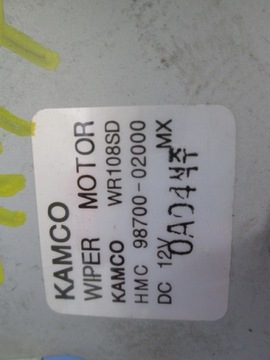 KAMCO
WIPER MOTOR
KAMCO WR108SD
HMC 98700-02000
DC 12V MX